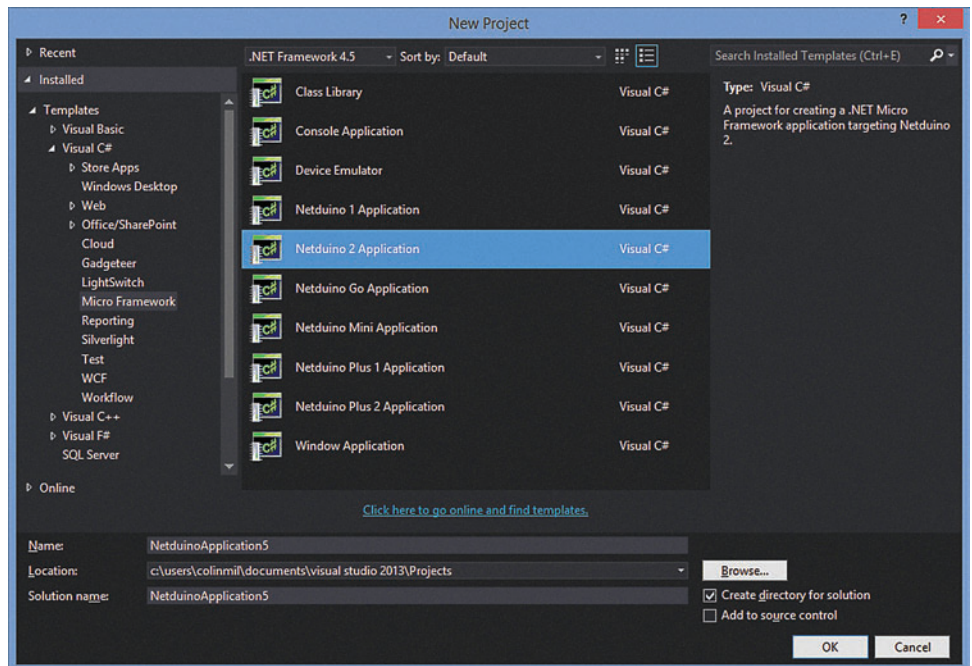 New Project
?
Recent
Installed
Templates
Visual Basic
Visual C#
Store Apps
Windows Desktop
Web
Office/SharePoint
Cloud
Gadgeteer
LightSwitch
Micro Framework
Reporting
Silverlight
Test
WCF
Workflow
Visual C++
Visual F#
SQL Server
Online
.NET Framework 4.5
Sort by: Default
Class Library Visual C#
Console Application Visual C#
Device Emulator Visual C#
Netduino 1 Application Visual C#
Netduino 2 Application Visual C#
Netduino Go Application Visual C#
Netduino Mini Application Visual C#
Netduino Plus 1 Application Visual C#
Netduino Plus 2 Application Visual C#
Window Application Visual C#
Click here to go online and find templates.
Search Installed Templates (Ctrl+E)
Type: Visual C#
A project for creating a .NET Micro
Framework application targeting Netduino
2.
Name: NetduinoApplication5
Location: c:\users\colinmil\documents\visual studio 2013\Projects
Browse...
Solution name: NetduinoApplication5
Create directory for solution
Add to source control
OK
Cancel